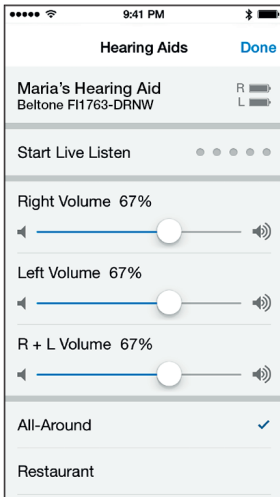 9:41 PM
Hearing Aids Done
Maria’s Hearing Aid R
Beltone FI1763-DRNW L
Start Live Listen
Right Volume 67%
Left Volume 67%
R + L Volume 67%
All-Around
Restaurant